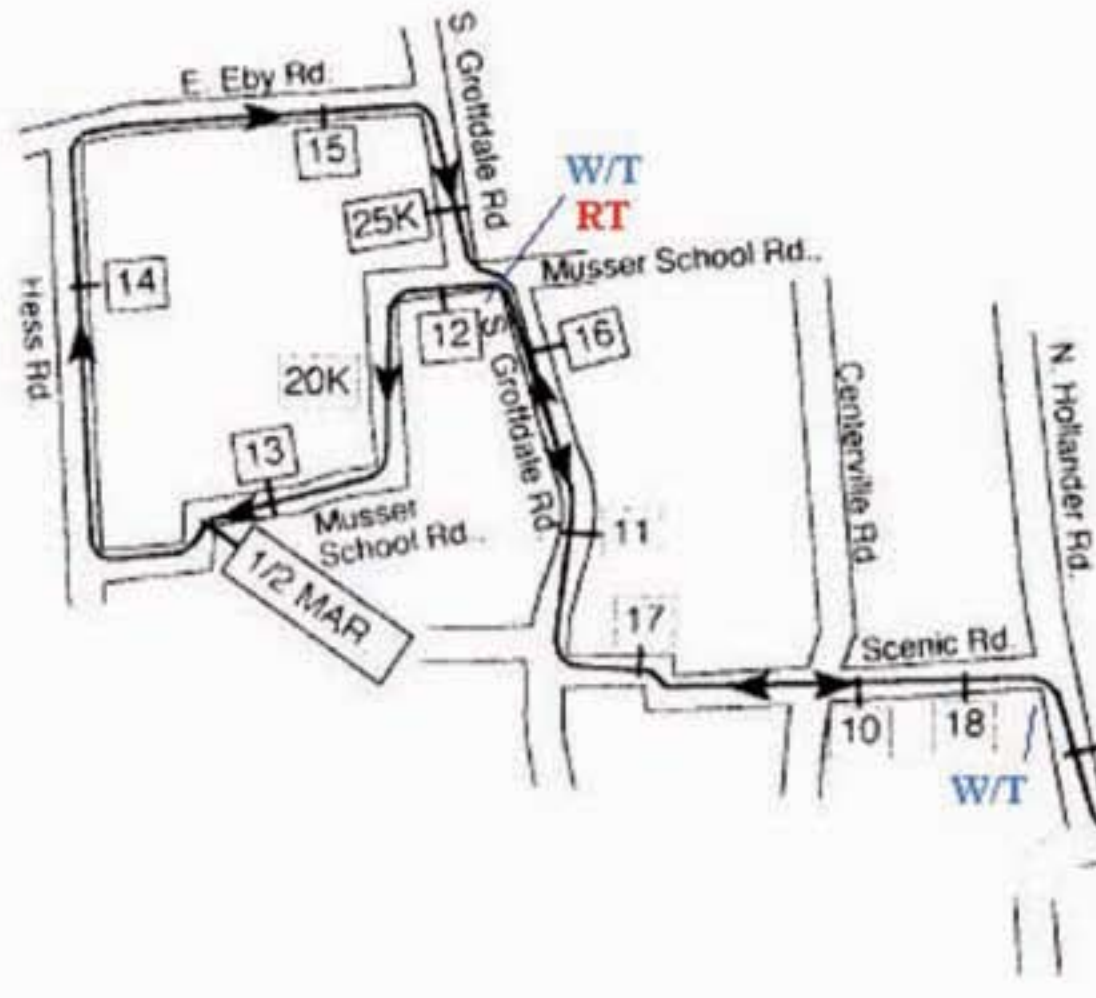 E. Eby Rd.
S. Groffdale Rd
15
W/T
RT
25K
Musser School Rd..
14
12
16
Hess Rd.
S. Groffdale Rd
20K
Centerville Rd
N. Hollander Rd.
13
Musser
School Rd..
11
1/2 MAR.
17
Scenic Rd.
10
18
W/T